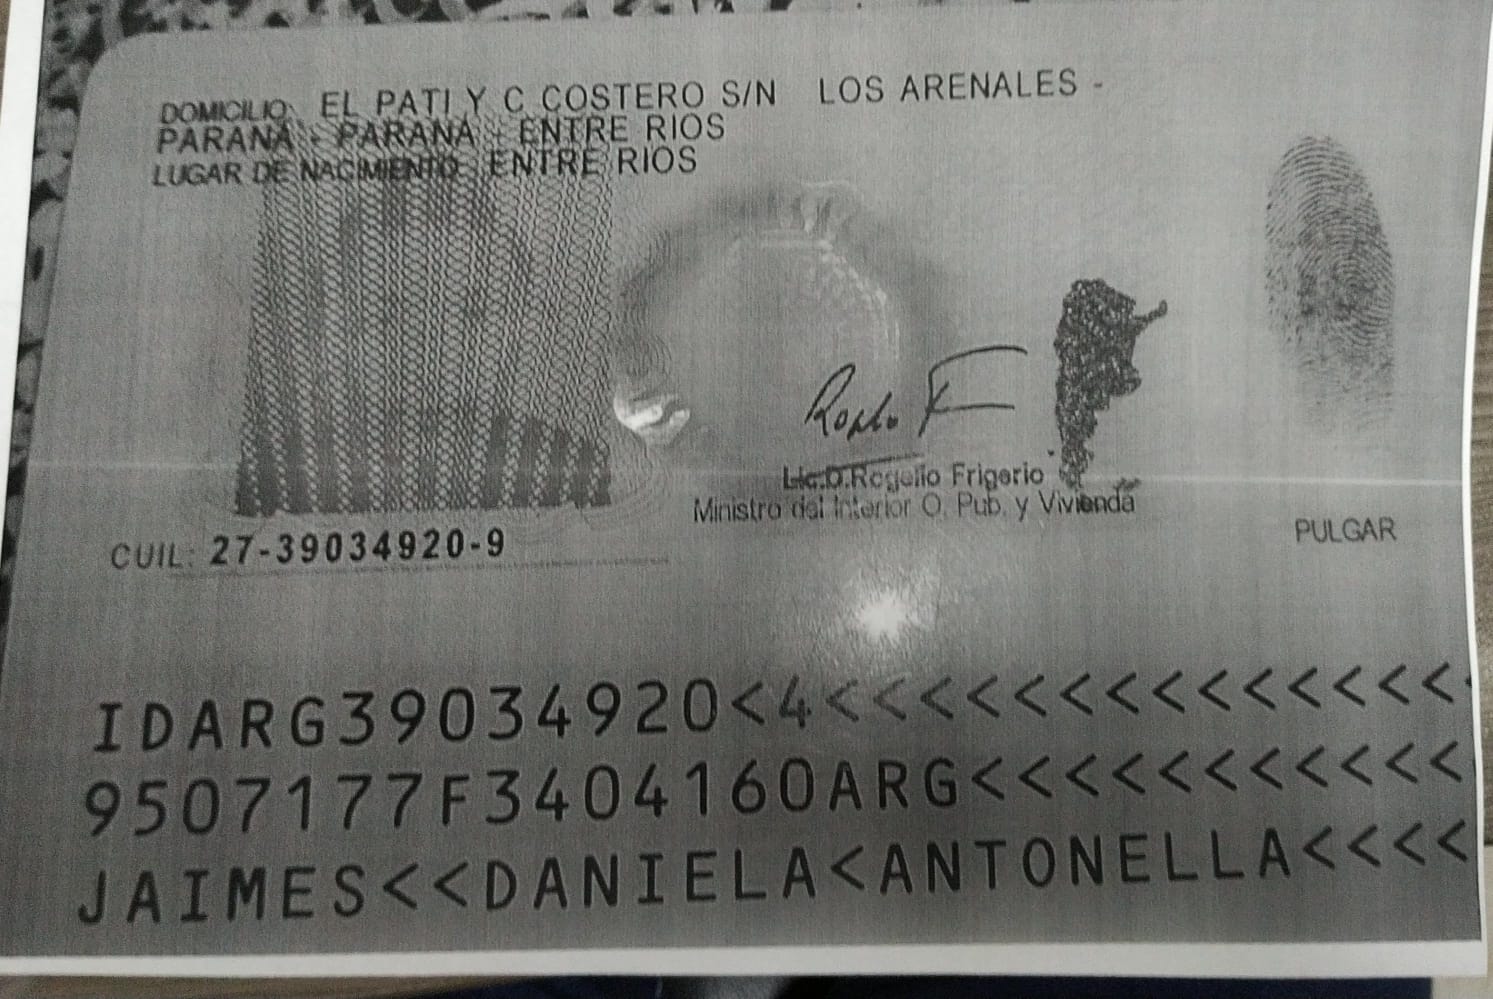 DOMICILIO: EL PATI Y C COSTERO S/N LOS ARENALES -
PARANÁ - PARANÁ - ENTRE RIOS
LUGAR DE NACIMIENTO: ENTRE RIOS
Lic.D.Rogelio Frigerio
Ministro del Interior O. Pub. y Vivienda
PULGAR
CUIL: 27-39034920-9
IDARG39034920<4<<<<<<<<<<<<<<
9507177F3404160ARG<<<<<<<<<<<
JAIMES<<DANIELA<ANTONELLA<<<<